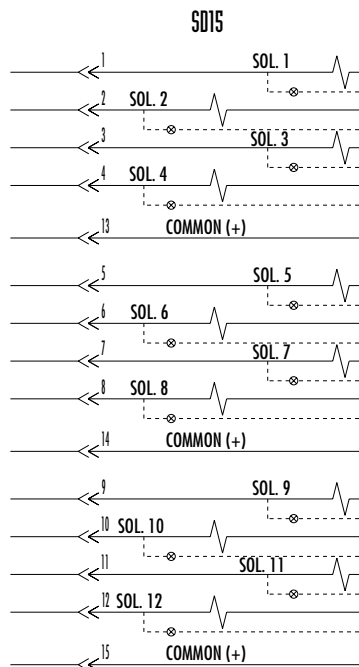 SD15
1 SOL. 1
2 SOL. 2
3 SOL. 3
4 SOL. 4
13 COMMON (+)
5 SOL. 5
6 SOL. 6
7 SOL. 7
8 SOL. 8
14 COMMON (+)
9 SOL. 9
10 SOL. 10
11 SOL. 11
12 SOL. 12
15 COMMON (+)